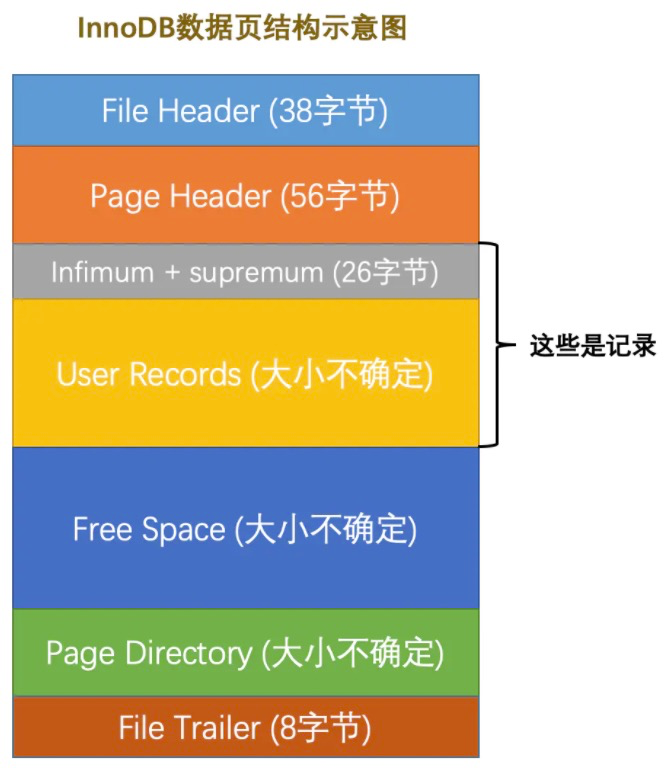 InnoDB数据页结构示意图
File Header (38字节)
Page Header (56字节)
Infimum + supremum (26字节)
User Records (大小不确定)
这些是记录
Free Space (大小不确定)
Page Directory (大小不确定)
File Trailer (8字节)